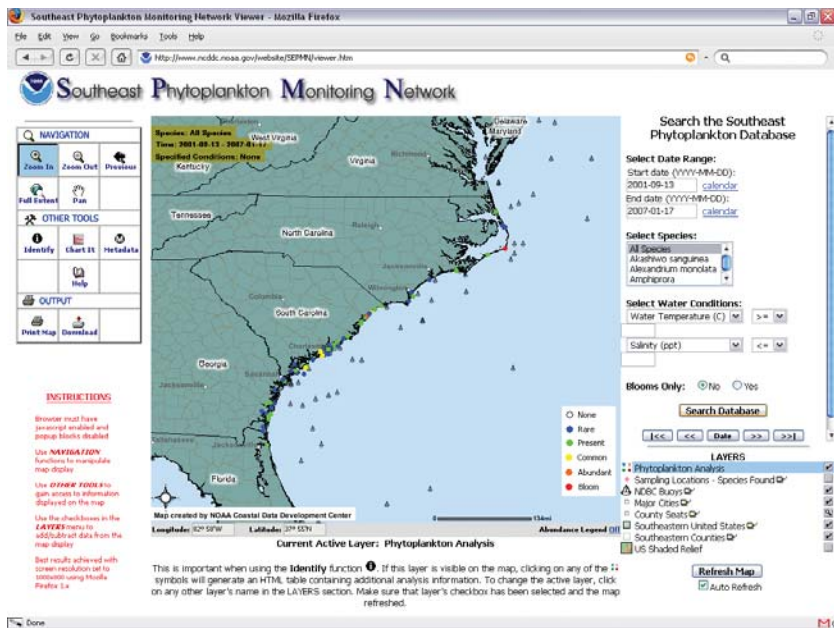 Southeast Phytoplankton Monitoring Network Viewer - Mozilla Firefox
File Edit View Go Bookmarks Tools Help
http://www.ncddc.noaa.gov/website/SEPMN/viewer.htm
Southeast Phytoplankton Monitoring Network
NAVIGATION
Zoom In Zoom Out Previous
Full Extent Pan
OTHER TOOLS
Identify Chart It Metadata
Help
OUTPUT
Print Map Download
INSTRUCTIONS
Browser must have
javascript enabled and
popup blocks disabled
Use NAVIGATION
functions to manipulate
map display
Use OTHER TOOLS to
gain access to information
displayed on the map
Use the checkboxes in the
LAYERS menu to
add/subtract data from the
map display
Best results achieved with
screen resolution set to
using Mozilla
Firefox 1.x
Species: All Species
Time: 2001-09-13 - 2007-01-17
Specified Conditions: None
Charleston
West Virginia
Delaware
Maryland
Kentucky
Virginia
Richmond
Tennessee
Raleigh
North Carolina
Jacksonville
Wilmington
Columbia
South Carolina
Charleston
Georgia
Savannah
Jacksonville
Tallahassee
Jacksonville
Florida
None
Rare
Present
Common
Abundant
Bloom
Map created by NOAA Coastal Data Development Center
134mi
Longitude: Latitude: Abundance Legend Off
Current Active Layer: Phytoplankton Analysis
This is important when using the Identify function. If this layer is visible on the map, clicking on any of the
symbols will generate an HTML table containing additional analysis information. To change the active layer, click
on any other layer's name in the LAYERS section. Make sure that layer's checkbox has been selected and the map
refreshed.
Search the Southeast
Phytoplankton Database
Select Date Range:
Start date (YYYY-MM-DD):
2001-09-13 calendar
End date (YYYY-MM-DD):
2007-01-17 calendar
Select Species:
All Species
Akashiwo sanguinea
Alexandrium monolata
Amphiprora
Select Water Conditions:
Water Temperature (C) >=
Salinity (ppt) <=
Blooms Only: No Yes
Search Database
|<< << Date >> >>|
LAYERS
Phytoplankton Analysis
Sampling Locations - Species Found
NDBC Buoys
Major Cities
County Seats
Southeastern United States
Southeastern Counties
US Shaded Relief
Refresh Map
Auto Refresh
Done